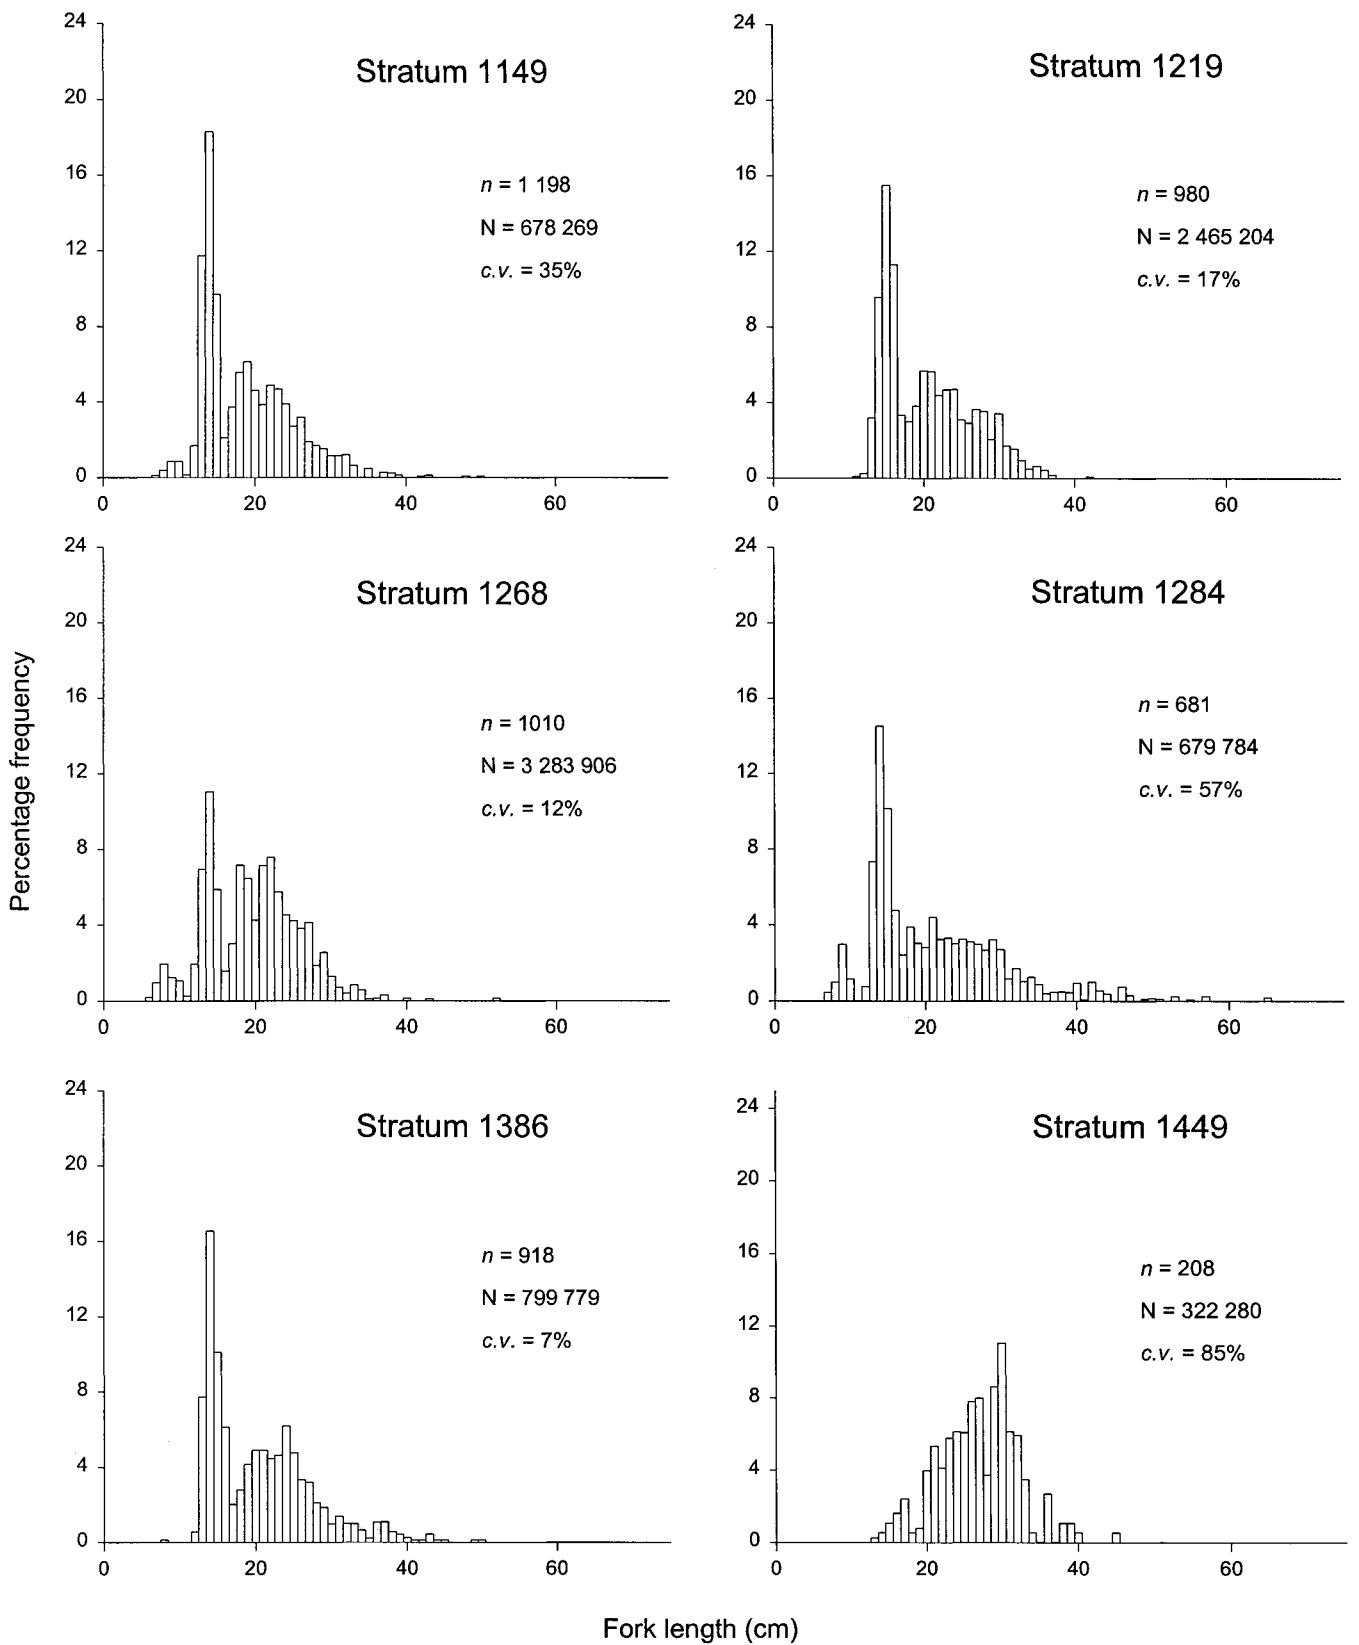 Stratum 1149
n = 1 198
N = 678 269
c.v. = 35%
24
20
16
12
8
4
0
0 20 40 60
Stratum 1219
n = 980
N = 2 465 204
c.v. = 17%
24
20
16
12
8
4
0
0 20 40 60
Stratum 1268
n = 1010
N = 3 283 906
c.v. = 12%
24
20
16
12
8
4
0
0 20 40 60
Stratum 1284
n = 681
N = 679 784
c.v. = 57%
24
20
16
12
8
4
0
0 20 40 60
Stratum 1386
n = 918
N = 799 779
c.v. = 7%
24
20
16
12
8
4
0
0 20 40 60
Stratum 1449
n = 208
N = 322 280
c.v. = 85%
24
20
16
12
8
4
0
0 20 40 60
Percentage frequency
Fork length (cm)